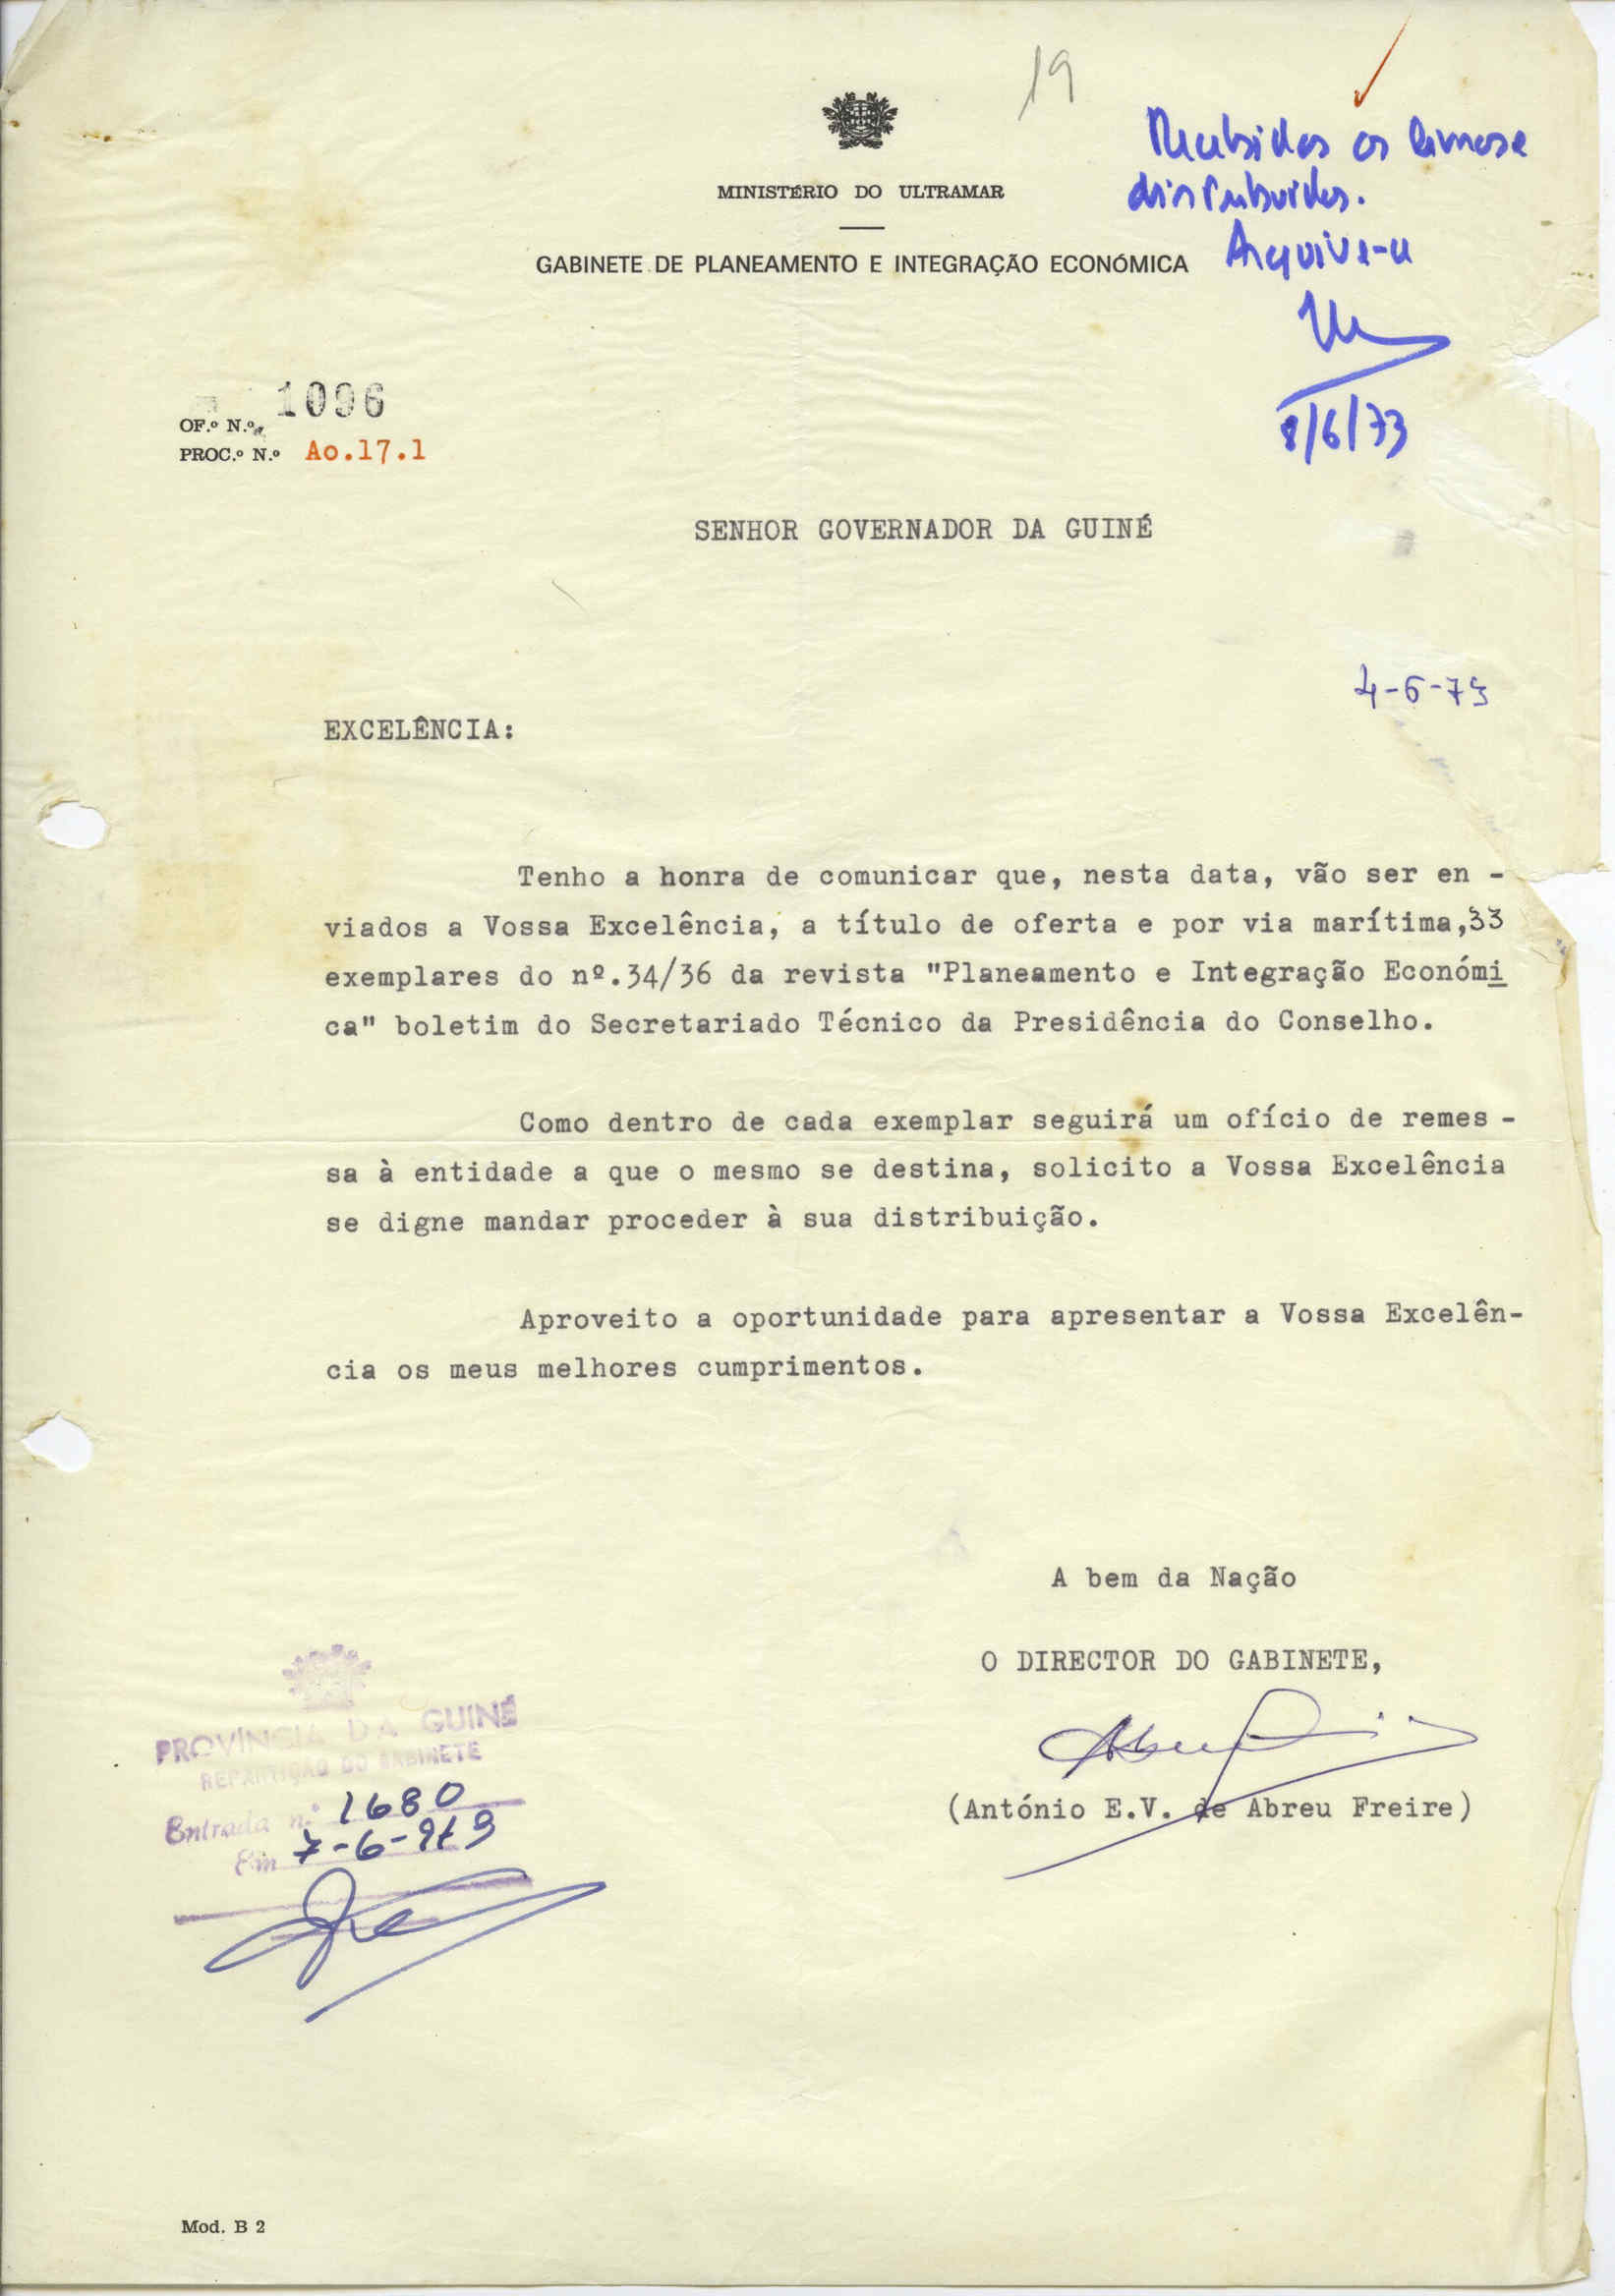 19
Recebidos os livros e
distribuidos.
Arquive-se
8/6/73
MINISTÉRIO DO ULTRAMAR
GABINETE DE PLANEAMENTO E INTEGRAÇÃO ECONÓMICA
OF.º N.º 1096
PROC.º N.º Ao.17.1
SENHOR GOVERNADOR DA GUINÉ
4-6-73
EXCELÊNCIA:
Tenho a honra de comunicar que, nesta data, vão ser en -
viados a Vossa Excelência, a título de oferta e por via marítima,33
exemplares do nº.34/36 da revista "Planeamento e Integração Económi
ca" boletim do Secretariado Técnico da Presidência do Conselho.
Como dentro de cada exemplar seguirá um ofício de remes -
sa à entidade a que o mesmo se destina, solicito a Vossa Excelência
se digne mandar proceder à sua distribuição.
Aproveito a oportunidade para apresentar a Vossa Excelên-
cia os meus melhores cumprimentos.
A bem da Nação
O DIRECTOR DO GABINETE,
(António E.V. de Abreu Freire)
PROVÍNCIA DA GUINÉ
REPARTIÇÃO DO GABINETE
Entrada n.º 1680
Em 7-6-973
Mod. B 2